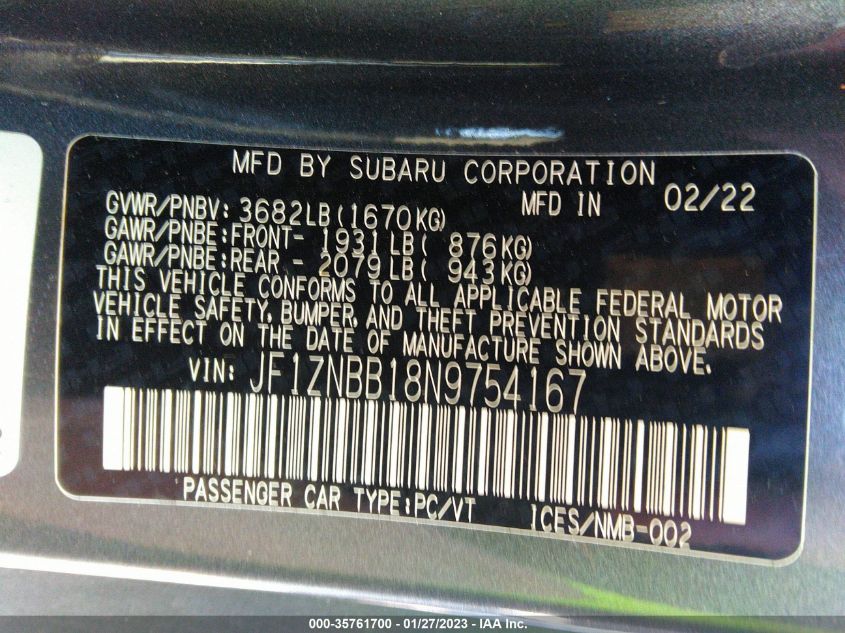 MFD BY SUBARU CORPORATION
MFD IN 02/22
GVWR/PNBV: 3682LB(1670KG)
GAWR/PNBE:FRONT- 1931LB( 876KG)
GAWR/PNBE:REAR - 2079LB( 943KG)
THIS VEHICLE CONFORMS TO ALL APPLICABLE FEDERAL MOTOR
VEHICLE SAFETY, BUMPER, AND THEFT PREVENTION STANDARDS
IN EFFECT ON THE DATE OF MANUFACTURE SHOWN ABOVE.
VIN: JF1ZNBB18N9754167
PASSENGER CAR TYPE:PC/VT ICES/NMB-002
000-35761700 - 01/27/2023 - IAA Inc.